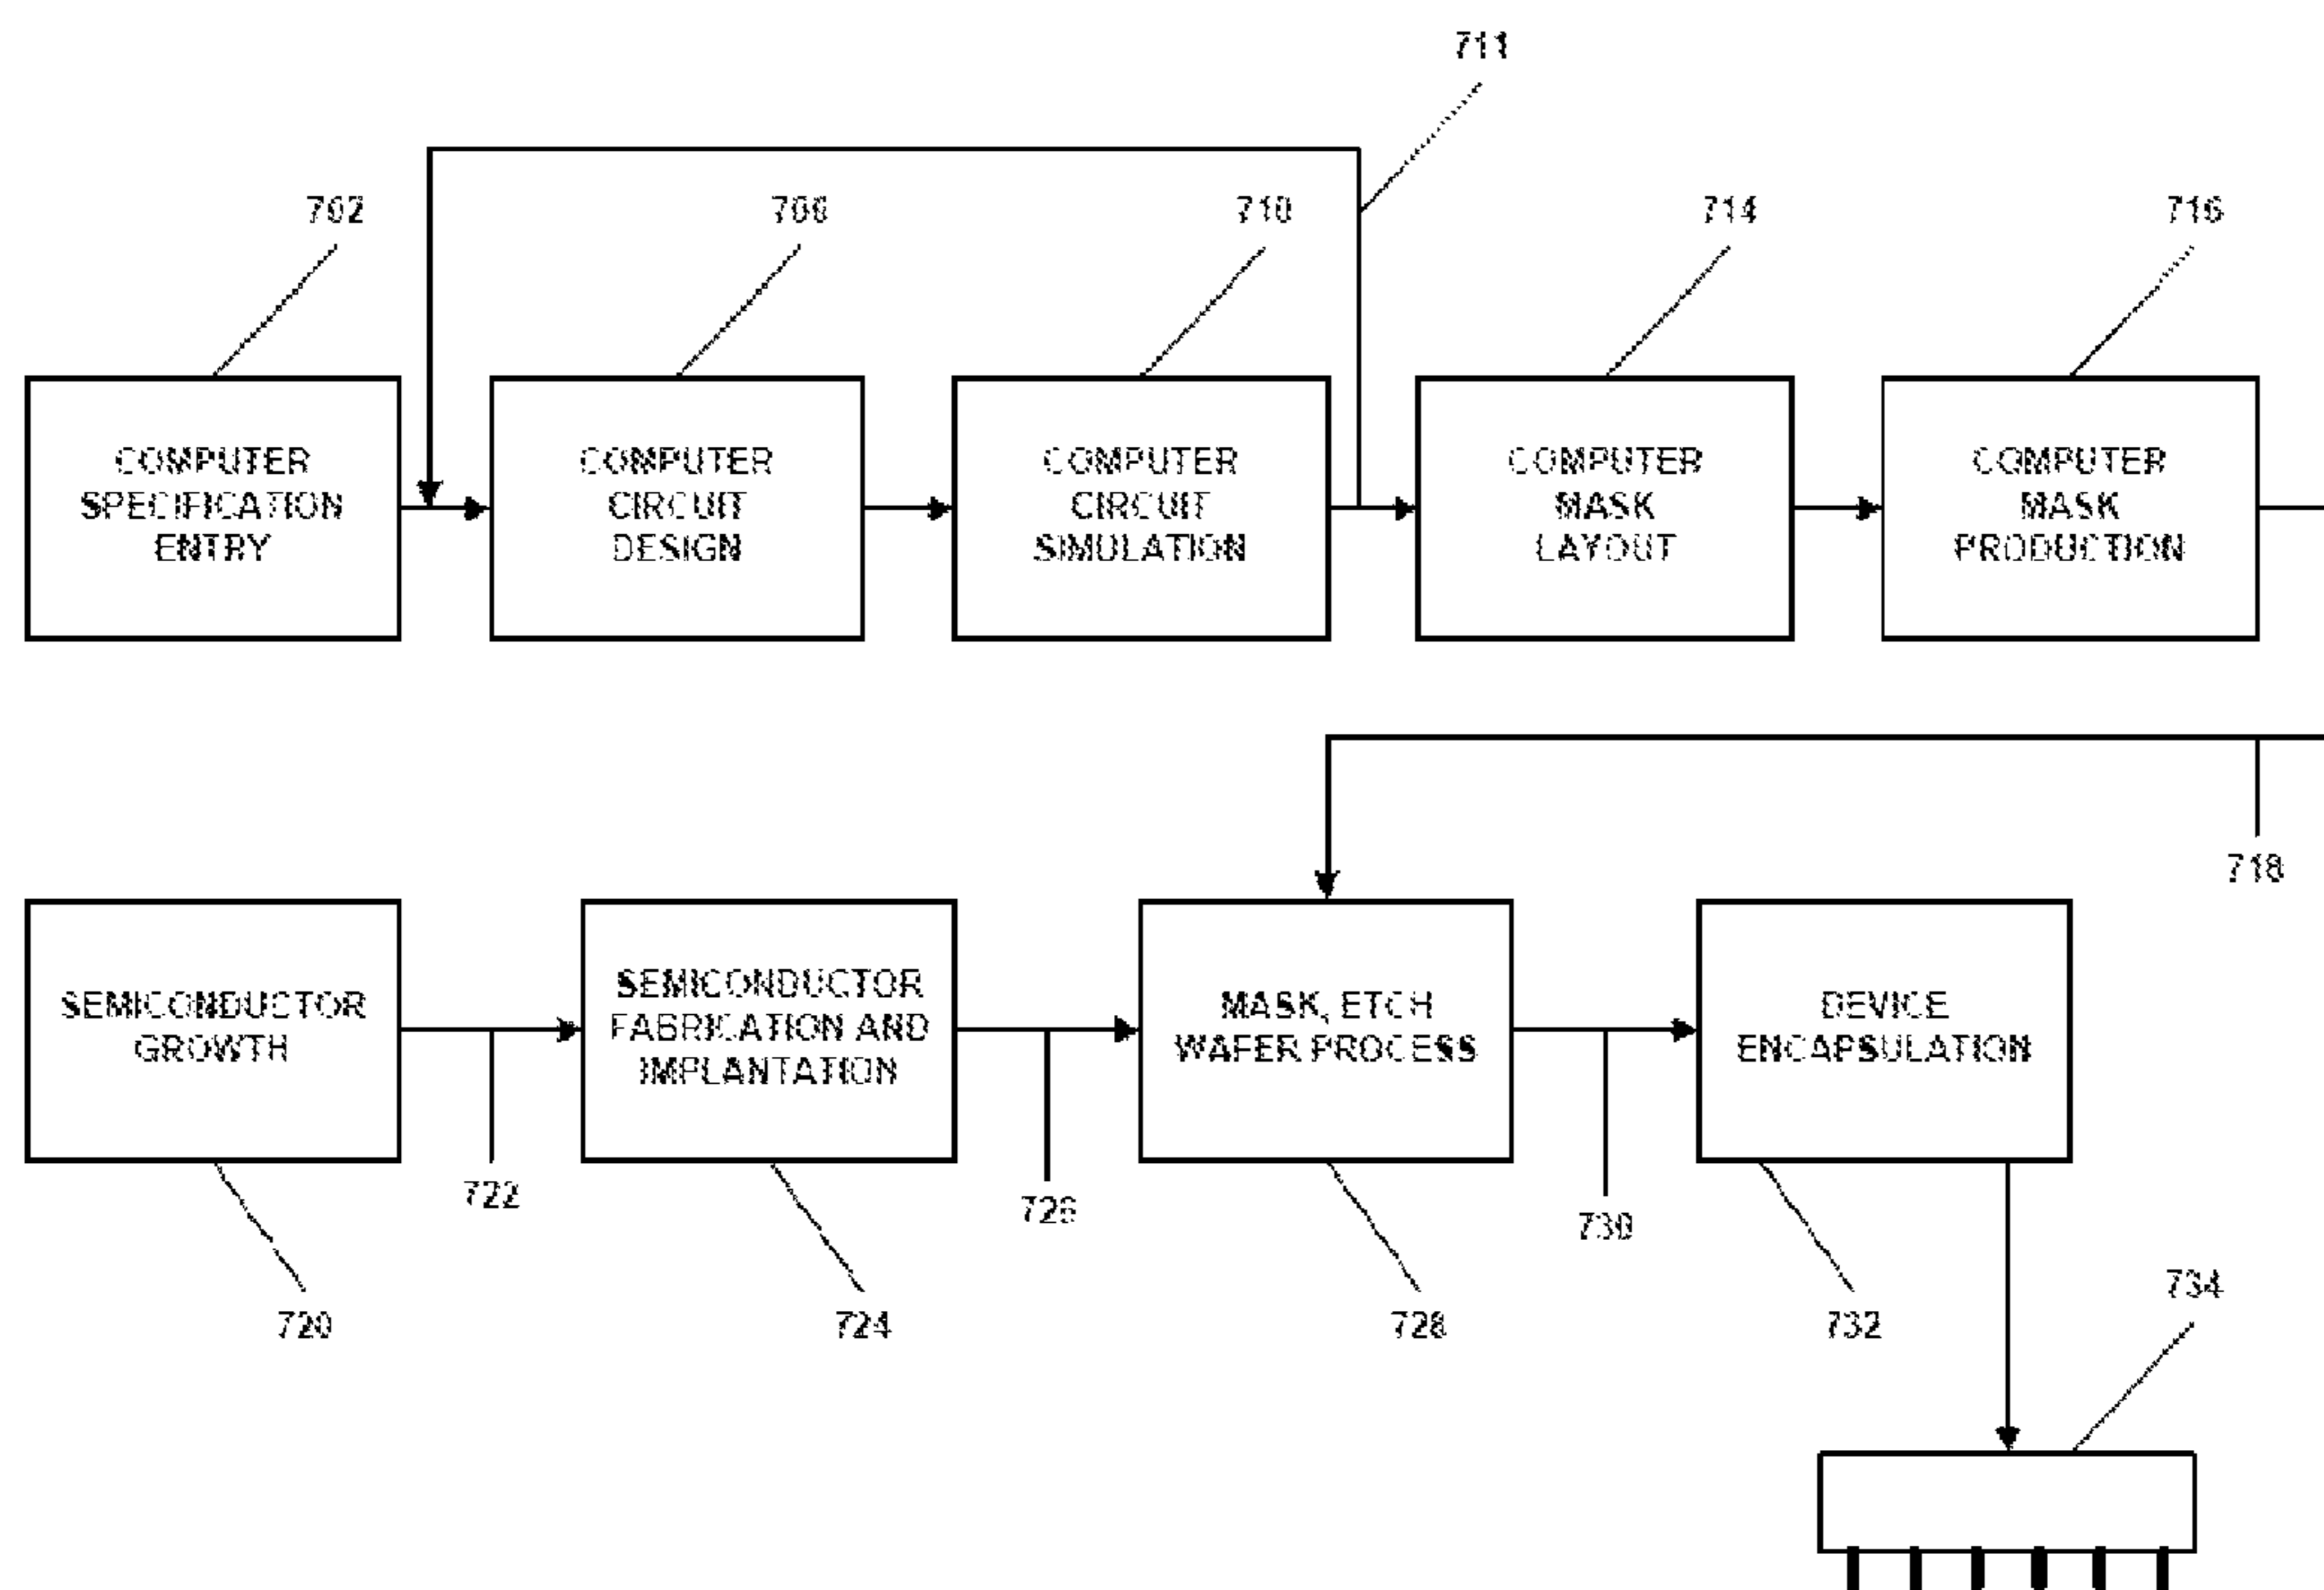 711
702
706
710
714
716
COMPUTER
SPECIFICATION
ENTRY
COMPUTER
CIRCUIT
DESIGN
COMPUTER
CIRCUIT
SIMULATION
COMPUTER
MASK
LAYOUT
COMPUTER
MASK
PRODUCTION
718
SEMICONDUCTOR
GROWTH
SEMICONDUCTOR
FABRICATION AND
IMPLANTATION
MASK, ETCH
WAFER PROCESS
DEVICE
ENCAPSULATION
722
726
730
720
724
728
732
734